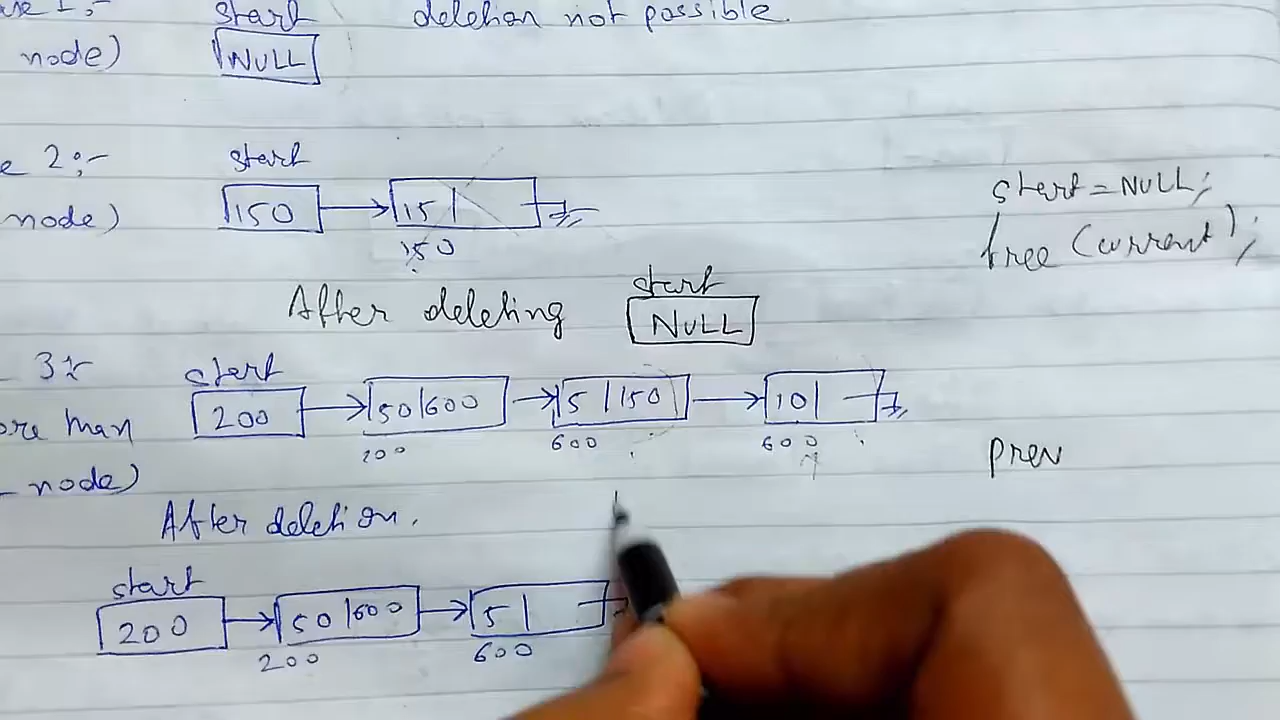 start deletion not possible.
node) NULL
e 2:- start
node) 150 15
150
start = NULL;
free (current);
After deleting start
NULL
3:- start
200 50|600 5|150 10|
ore than 200 600 600
node) prev
After deletion.
start
200 50|600 5|
200 600